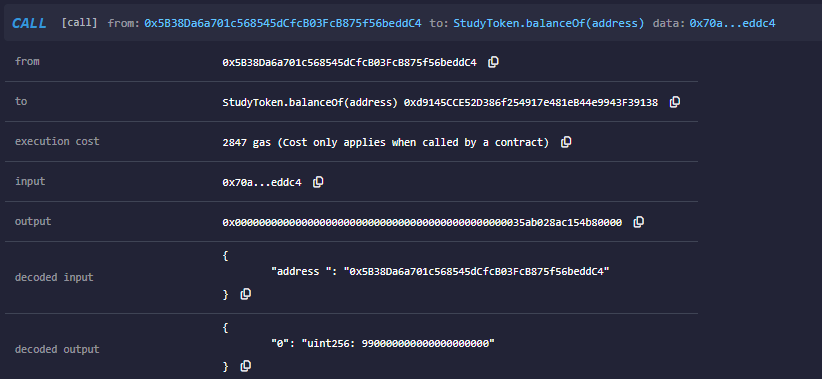 CALL [call] from: 0x5B38Da6a701c568545dCfcB03FcB875f56beddC4 to: StudyToken.balanceOf(address) data: 0x70a...eddc4
from 0x5B38Da6a701c568545dCfcB03FcB875f56beddC4
to StudyToken.balanceOf(address) 0xd9145CCE52D386f254917e481eB44e9943F39138
execution cost 2847 gas (Cost only applies when called by a contract)
input 0x70a...eddc4
output 0x000000000000000000000000000000000000000000000035ab028ac154b80000
decoded input {
"address ": "0x5B38Da6a701c568545dCfcB03FcB875f56beddC4"
}
decoded output {
"0": "uint256: 990000000000000000000"
}